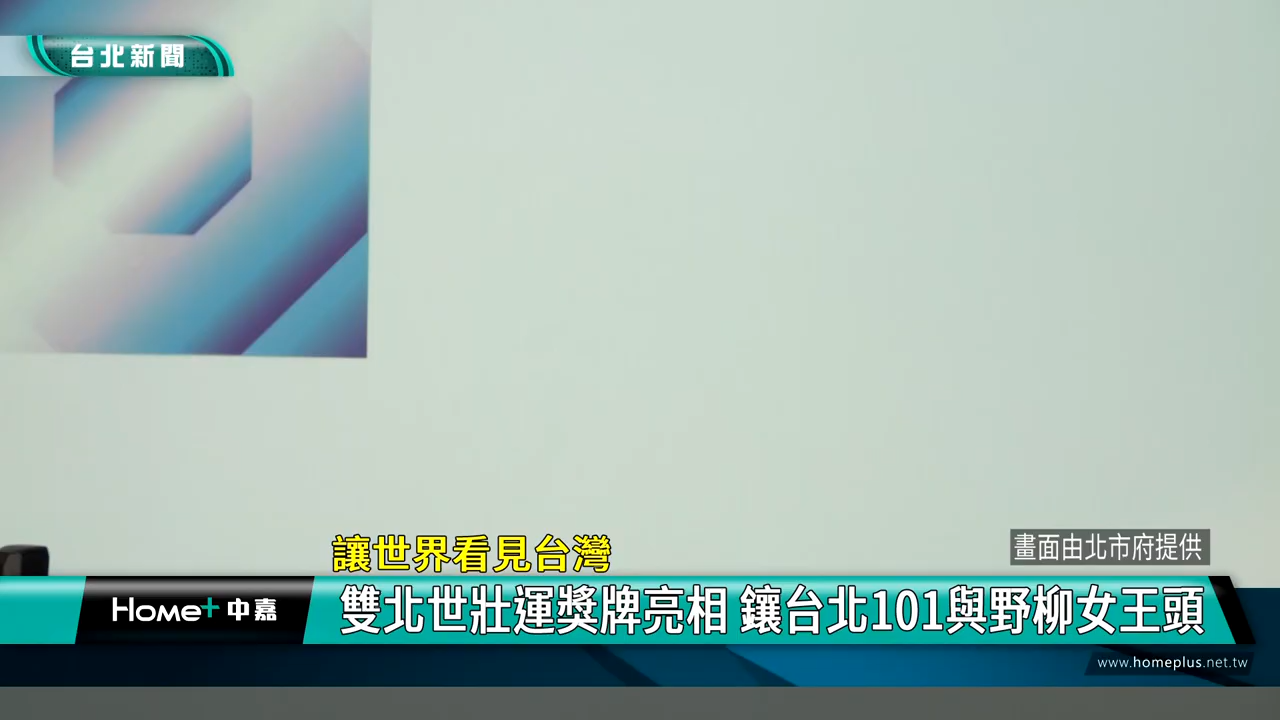 台北新聞
讓世界看見台灣
畫面由北市府提供
Home+中嘉
雙北世壯運獎牌亮相 鑲台北101與野柳女王頭
www.homeplus.net.tw